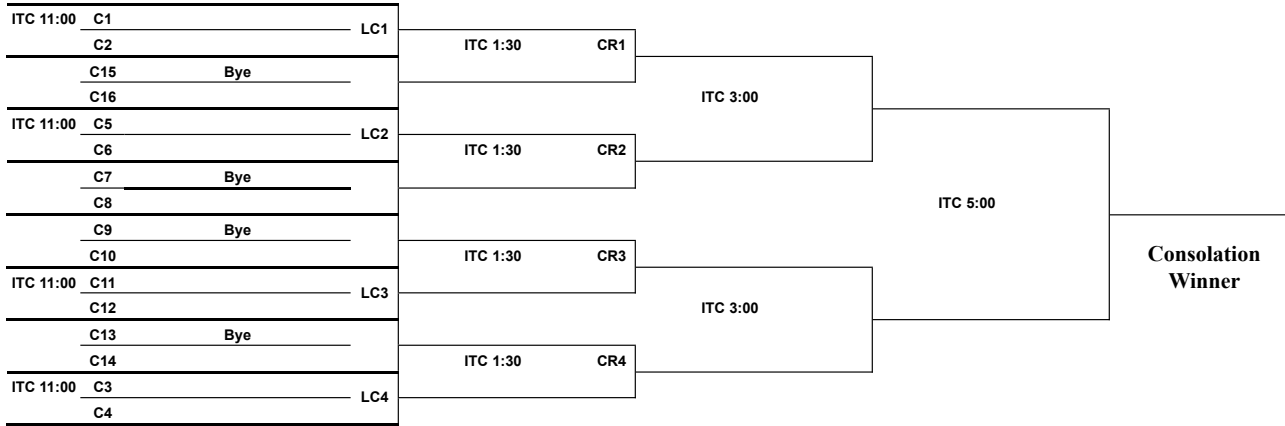 ITC 11:00 C1
LC1
C2 ITC 1:30 CR1
C15 Bye
C16 ITC 3:00
ITC 11:00 C5
LC2
C6 ITC 1:30 CR2
C7 Bye
C8 ITC 5:00
C9 Bye
C10 ITC 1:30 CR3
Consolation
Winner
ITC 11:00 C11
LC3
C12 ITC 3:00
C13 Bye
C14 ITC 1:30 CR4
ITC 11:00 C3
LC4
C4